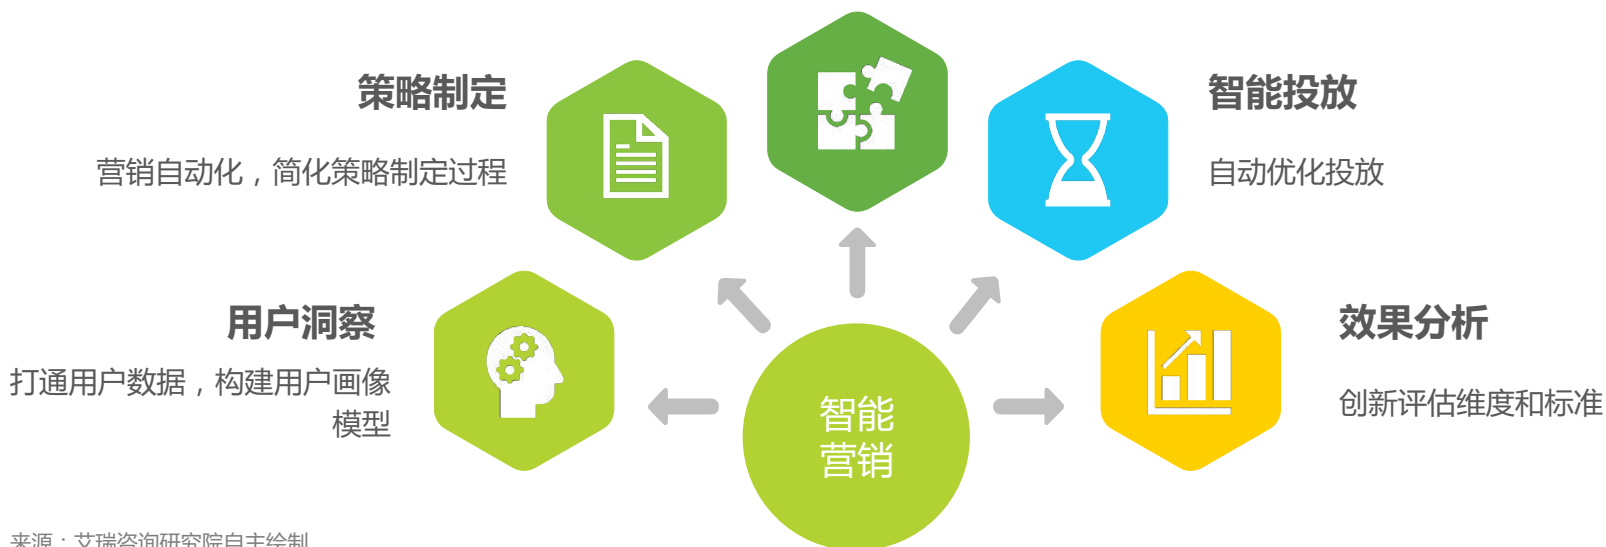 策略制定
营销自动化，简化策略制定过程
智能投放
自动优化投放
用户洞察
打通用户数据，构建用户画像
模型
智能
营销
效果分析
创新评估维度和标准
来源：艾瑞咨询研究院自主绘制